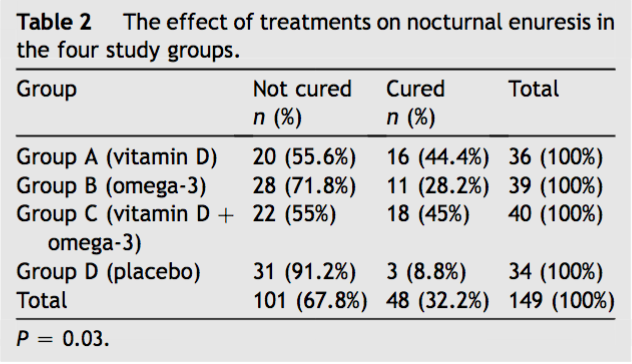 Table 2 The effect of treatments on nocturnal enuresis in
the four study groups.
Group Not cured Cured Total
n (%) n (%)
Group A (vitamin D) 20 (55.6%) 16 (44.4%) 36 (100%)
Group B (omega-3) 28 (71.8%) 11 (28.2%) 39 (100%)
Group C (vitamin D + 22 (55%) 18 (45%) 40 (100%)
omega-3)
Group D (placebo) 31 (91.2%) 3 (8.8%) 34 (100%)
Total 101 (67.8%) 48 (32.2%) 149 (100%)
P = 0.03.